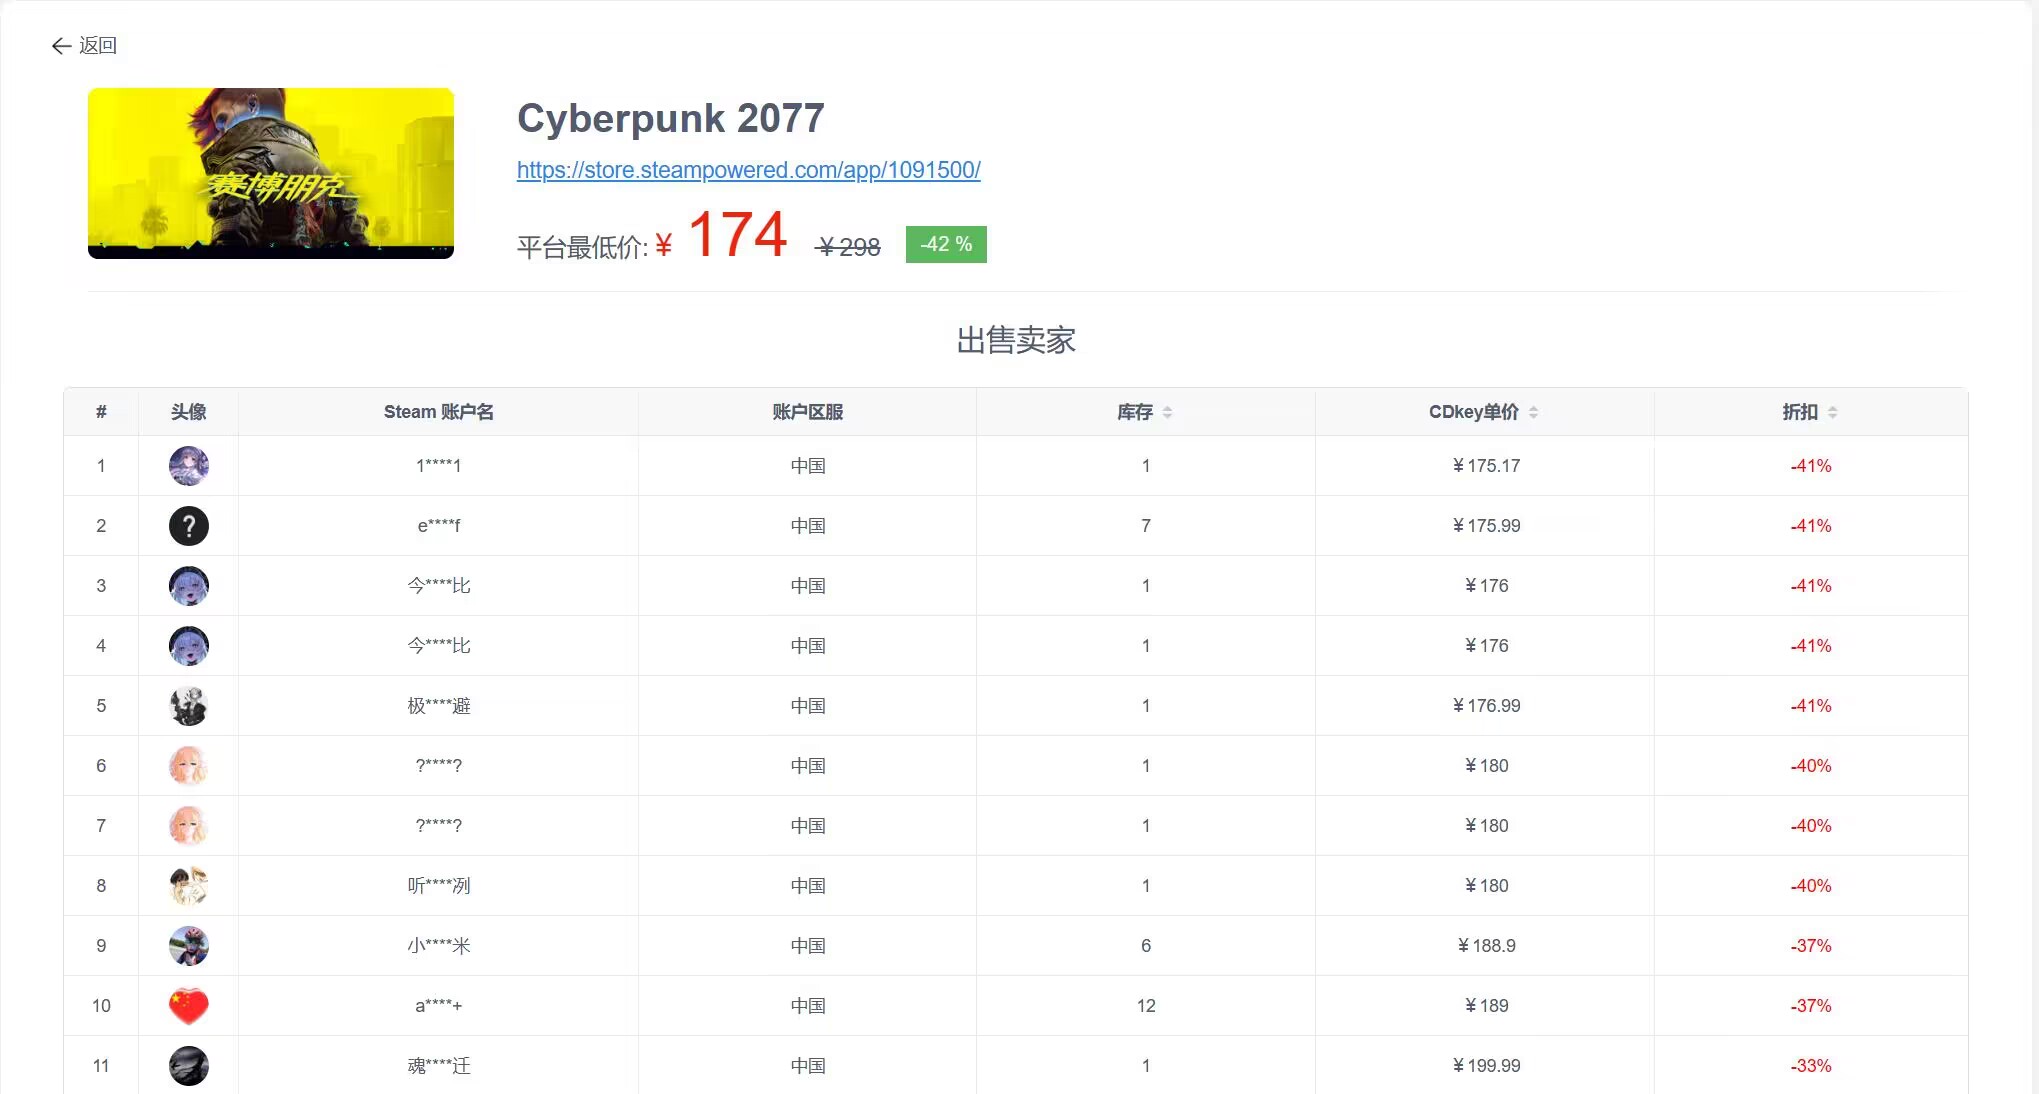 返回
赛博朋克
Cyberpunk 2077
https://store.steampowered.com/app/1091500/
平台最低价: ¥ 174 ¥ 298 -42 %
出售卖家
# 头像 Steam 账户名 账户区服 库存 CDkey单价 折扣
1 1****1 中国 1 ¥ 175.17 -41%
2 e****f 中国 7 ¥ 175.99 -41%
3 今****比 中国 1 ¥ 176 -41%
4 今****比 中国 1 ¥ 176 -41%
5 极****避 中国 1 ¥ 176.99 -41%
6 ?****? 中国 1 ¥ 180 -40%
7 ?****? 中国 1 ¥ 180 -40%
8 听****冽 中国 1 ¥ 180 -40%
9 小****米 中国 6 ¥ 188.9 -37%
10 a****+ 中国 12 ¥ 189 -37%
11 魂****迁 中国 1 ¥ 199.99 -33%